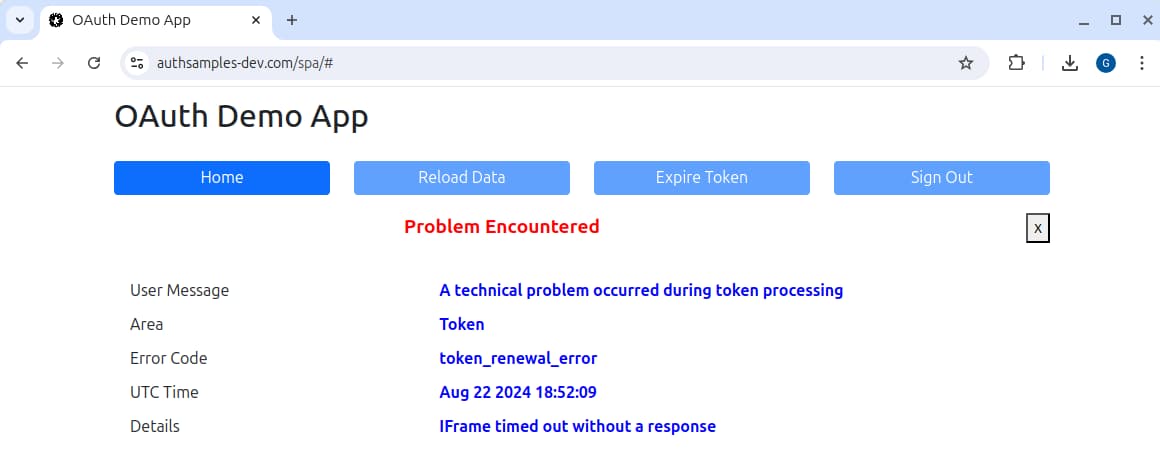 OAuth Demo App
authsamples-dev.com/spa/#
G
OAuth Demo App
Home Reload Data Expire Token Sign Out
Problem Encountered X
User Message A technical problem occurred during token processing
Area Token
Error Code token_renewal_error
UTC Time Aug 22 2024 18:52:09
Details IFrame timed out without a response